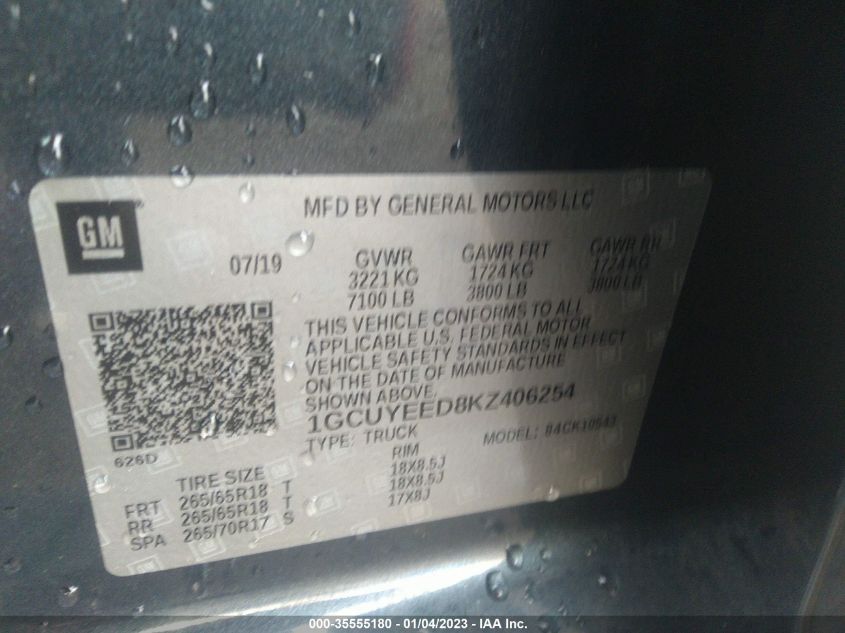 MFD BY GENERAL MOTORS LLC
GM
07/19
GVWR GAWR FRT GAWR RR
3221 KG 1724 KG 1724 KG
7100 LB 3800 LB 3800 LB
THIS VEHICLE CONFORMS TO ALL
APPLICABLE U.S. FEDERAL MOTOR
VEHICLE SAFETY STANDARDS IN EFFECT
ON THE DATE OF MANUFACTURE
SHOWN ABOVE.
1GCUYEED8KZ406254
TYPE: TRUCK MODEL: B4CK10543
626D
TIRE SIZE RIM
FRT 265/65R18 T 18X8.5J
RR 265/65R18 T 18X8.5J
SPA 265/70R17 S 17X8J
000-35555180 - 01/04/2023 - IAA Inc.